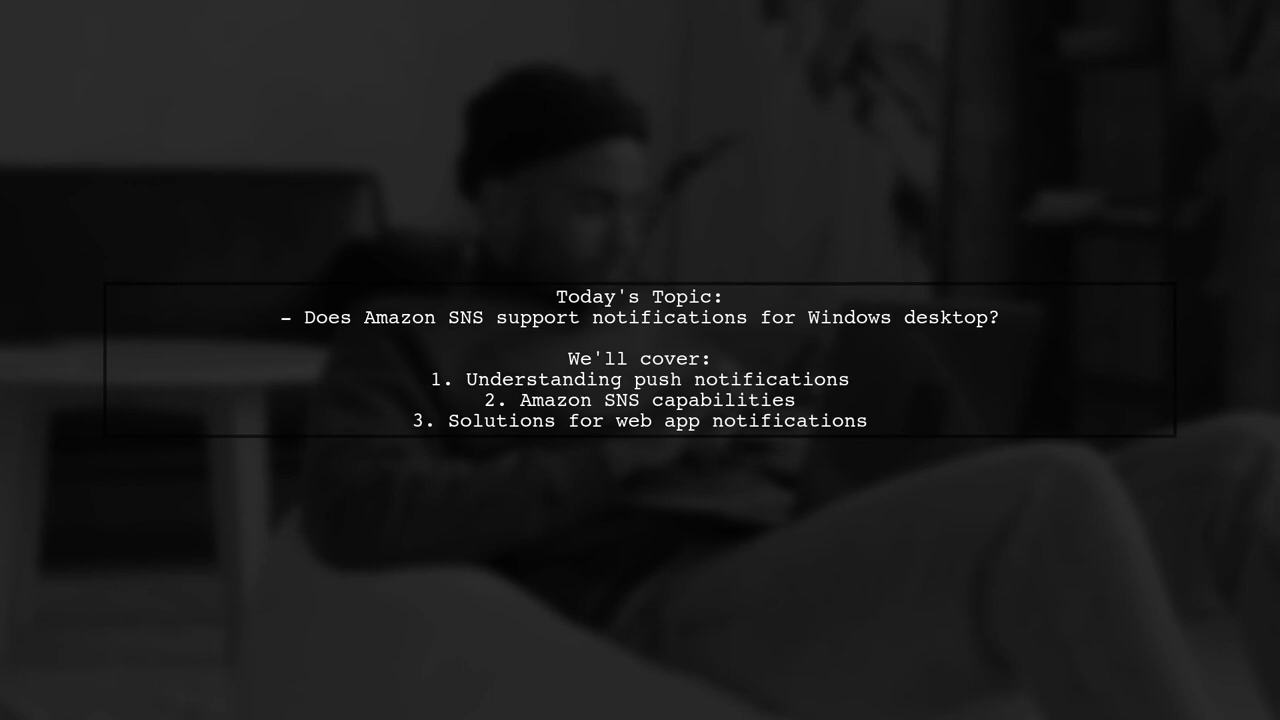 Today's Topic:
- Does Amazon SNS support notifications for Windows desktop?
We'll cover:
1. Understanding push notifications
2. Amazon SNS capabilities
3. Solutions for web app notifications